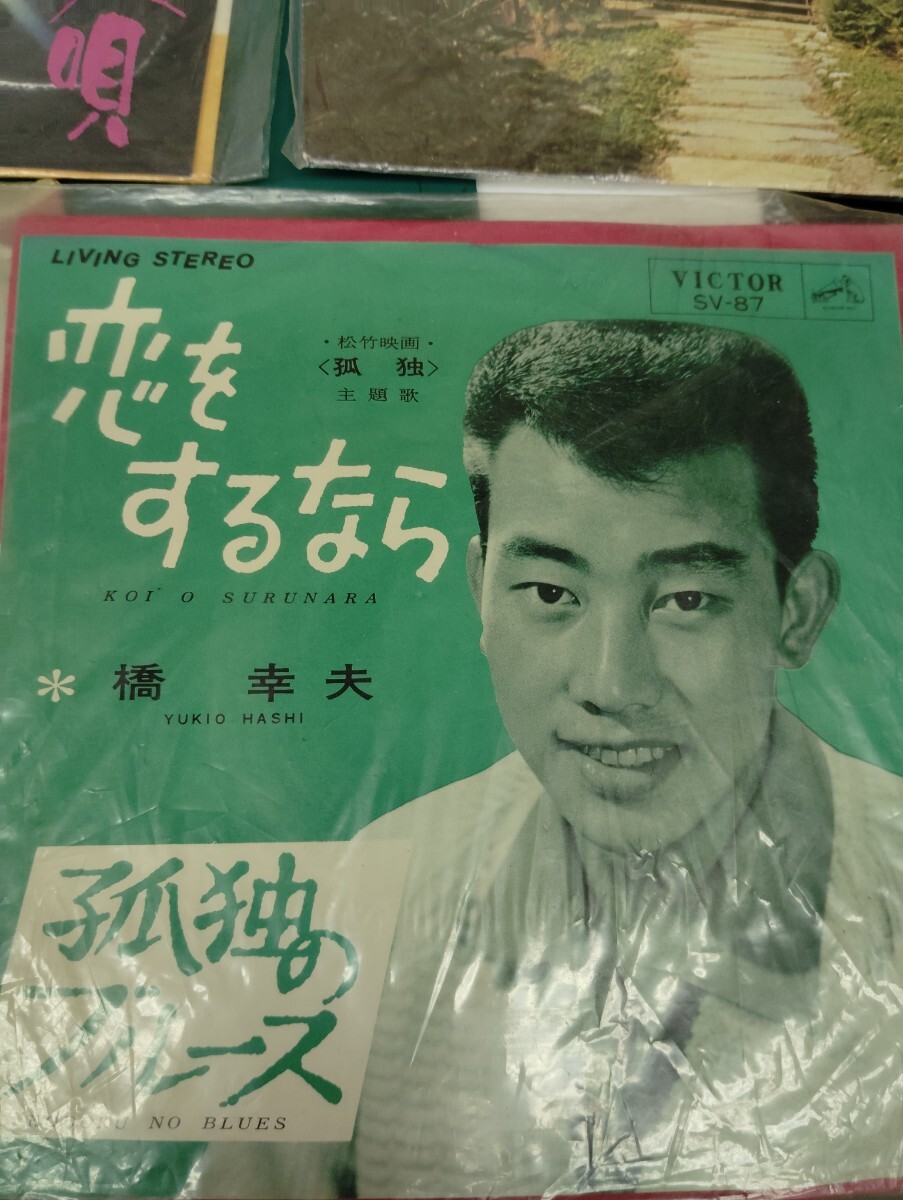 唄
LIVING STEREO
VICTOR
SV-87
恋を
するなら
・松竹映画・
〈孤 独〉
主題歌
KOI O SURUNARA
* 橋 幸夫
YUKIO HASHI
孤独の
ブルース
NO BLUES